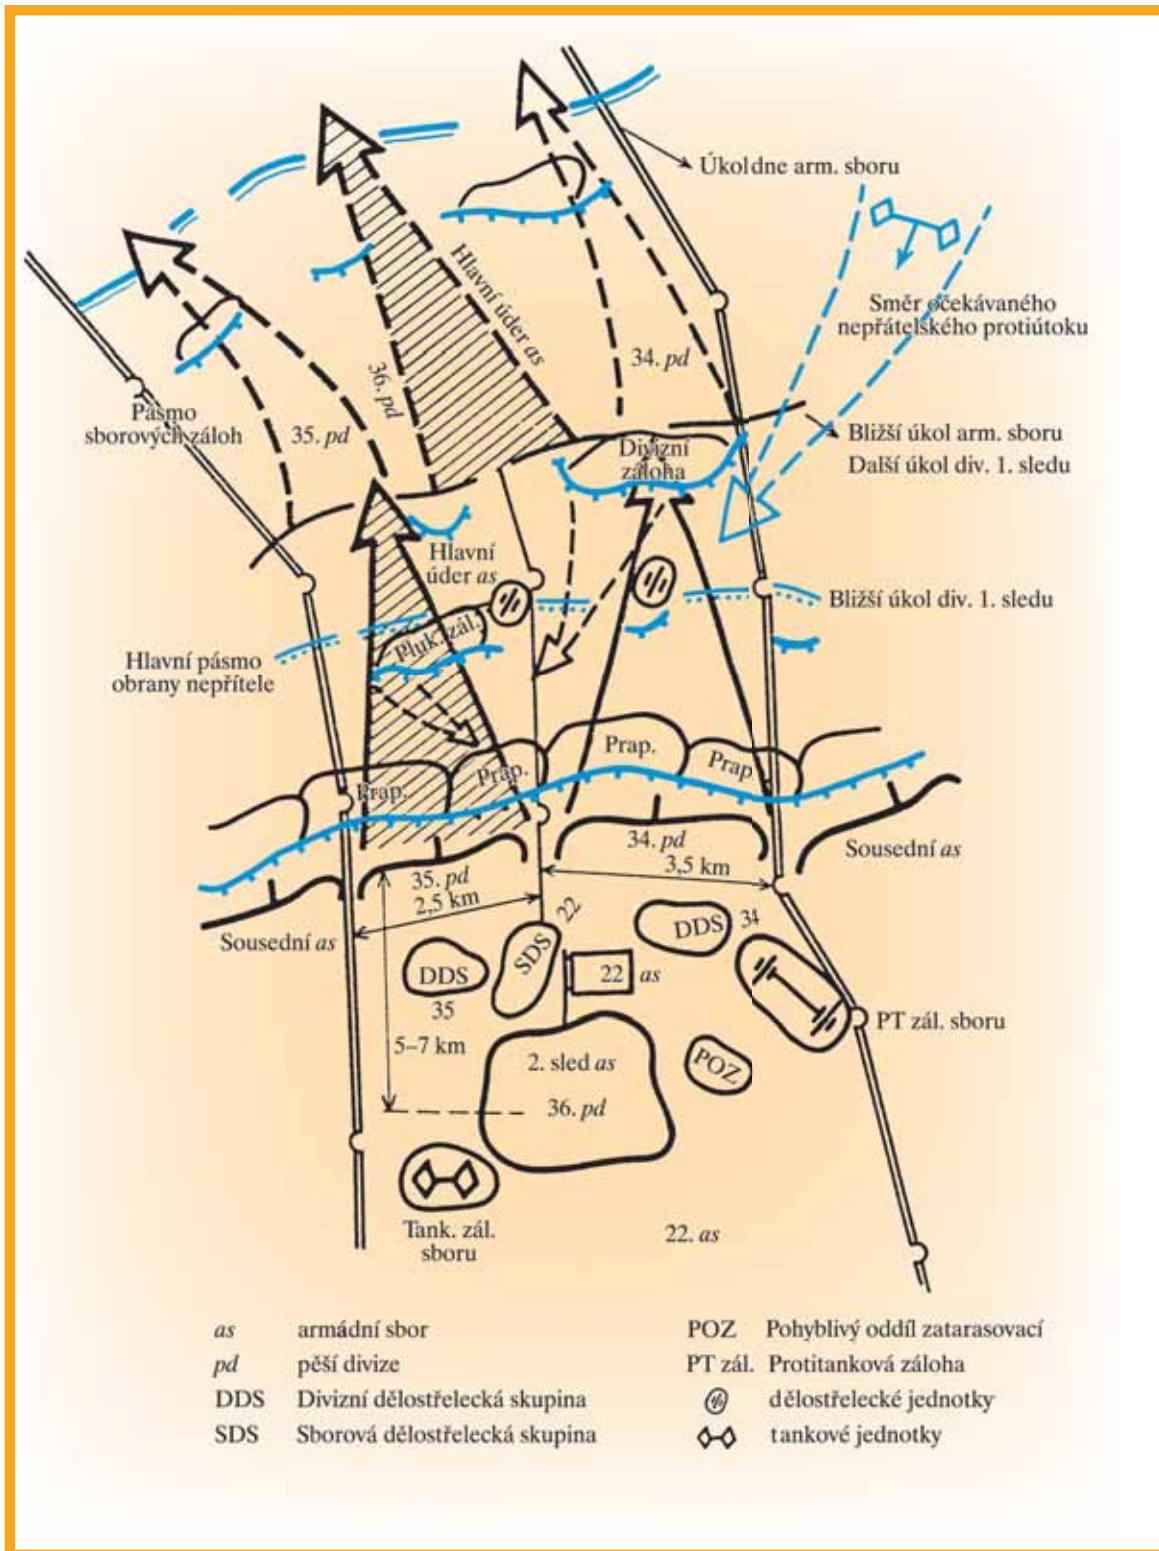 Úkol dne arm. sboru
Směr očekávaného
nepřátelského protiútoku
Hlavní úder as
34. pd
36. pd
35. pd
Pásmo
sborových záloh
Divizní
záloha
Bližší úkol arm. sboru
Další úkol div. 1. sledu
Hlavní
úder as
Bližší úkol div. 1. sledu
Pluk. zál.
Hlavní pásmo
obrany nepřítele
Prap.
Prap.
Prap.
Prap.
34. pd
3,5 km
Sousední as
35. pd
2,5 km
Sousední as
22
SDS
DDS
34
DDS
35
22 as
PT zál. sboru
5–7 km
2. sled as
36. pd
POZ
Tank. zál.
sboru
22. as
as armádní sbor
pd pěší divize
DDS Divizní dělostřelecká skupina
SDS Sborová dělostřelecká skupina
POZ Pohyblivý oddíl zatarasovací
PT zál. Protitanková záloha
dělostřelecké jednotky
tankové jednotky